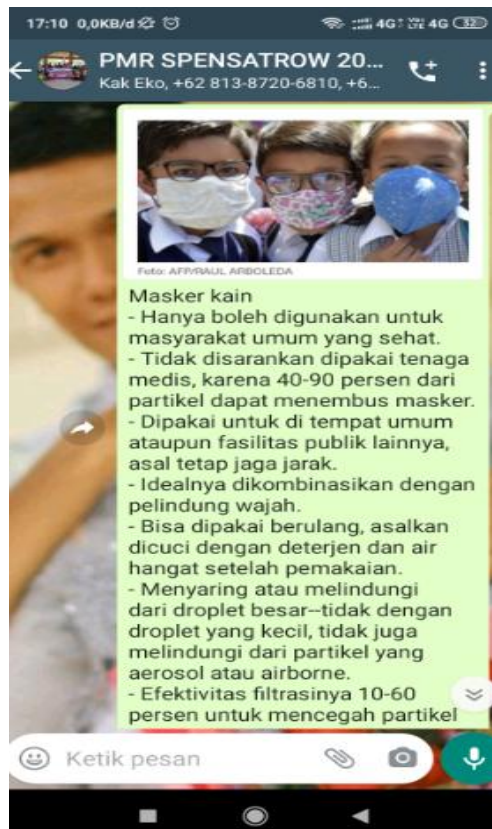 17:10 0,0KB/d
4G 4G 32
PMR SPENSATROW 20...
Kak Eko, +62 813-8720-6810, +6...
Foto: AFP/RAUL ARBOLEDA
Masker kain
- Hanya boleh digunakan untuk
masyarakat umum yang sehat.
- Tidak disarankan dipakai tenaga
medis, karena 40-90 persen dari
partikel dapat menembus masker.
- Dipakai untuk di tempat umum
ataupun fasilitas publik lainnya,
asal tetap jaga jarak.
- Idealnya dikombinasikan dengan
pelindung wajah.
- Bisa dipakai berulang, asalkan
dicuci dengan deterjen dan air
hangat setelah pemakaian.
- Menyaring atau melindungi
dari droplet besar--tidak dengan
droplet yang kecil, tidak juga
melindungi dari partikel yang
aerosol atau airborne.
- Efektivitas filtrasinya 10-60
persen untuk mencegah partikel
Ketik pesan